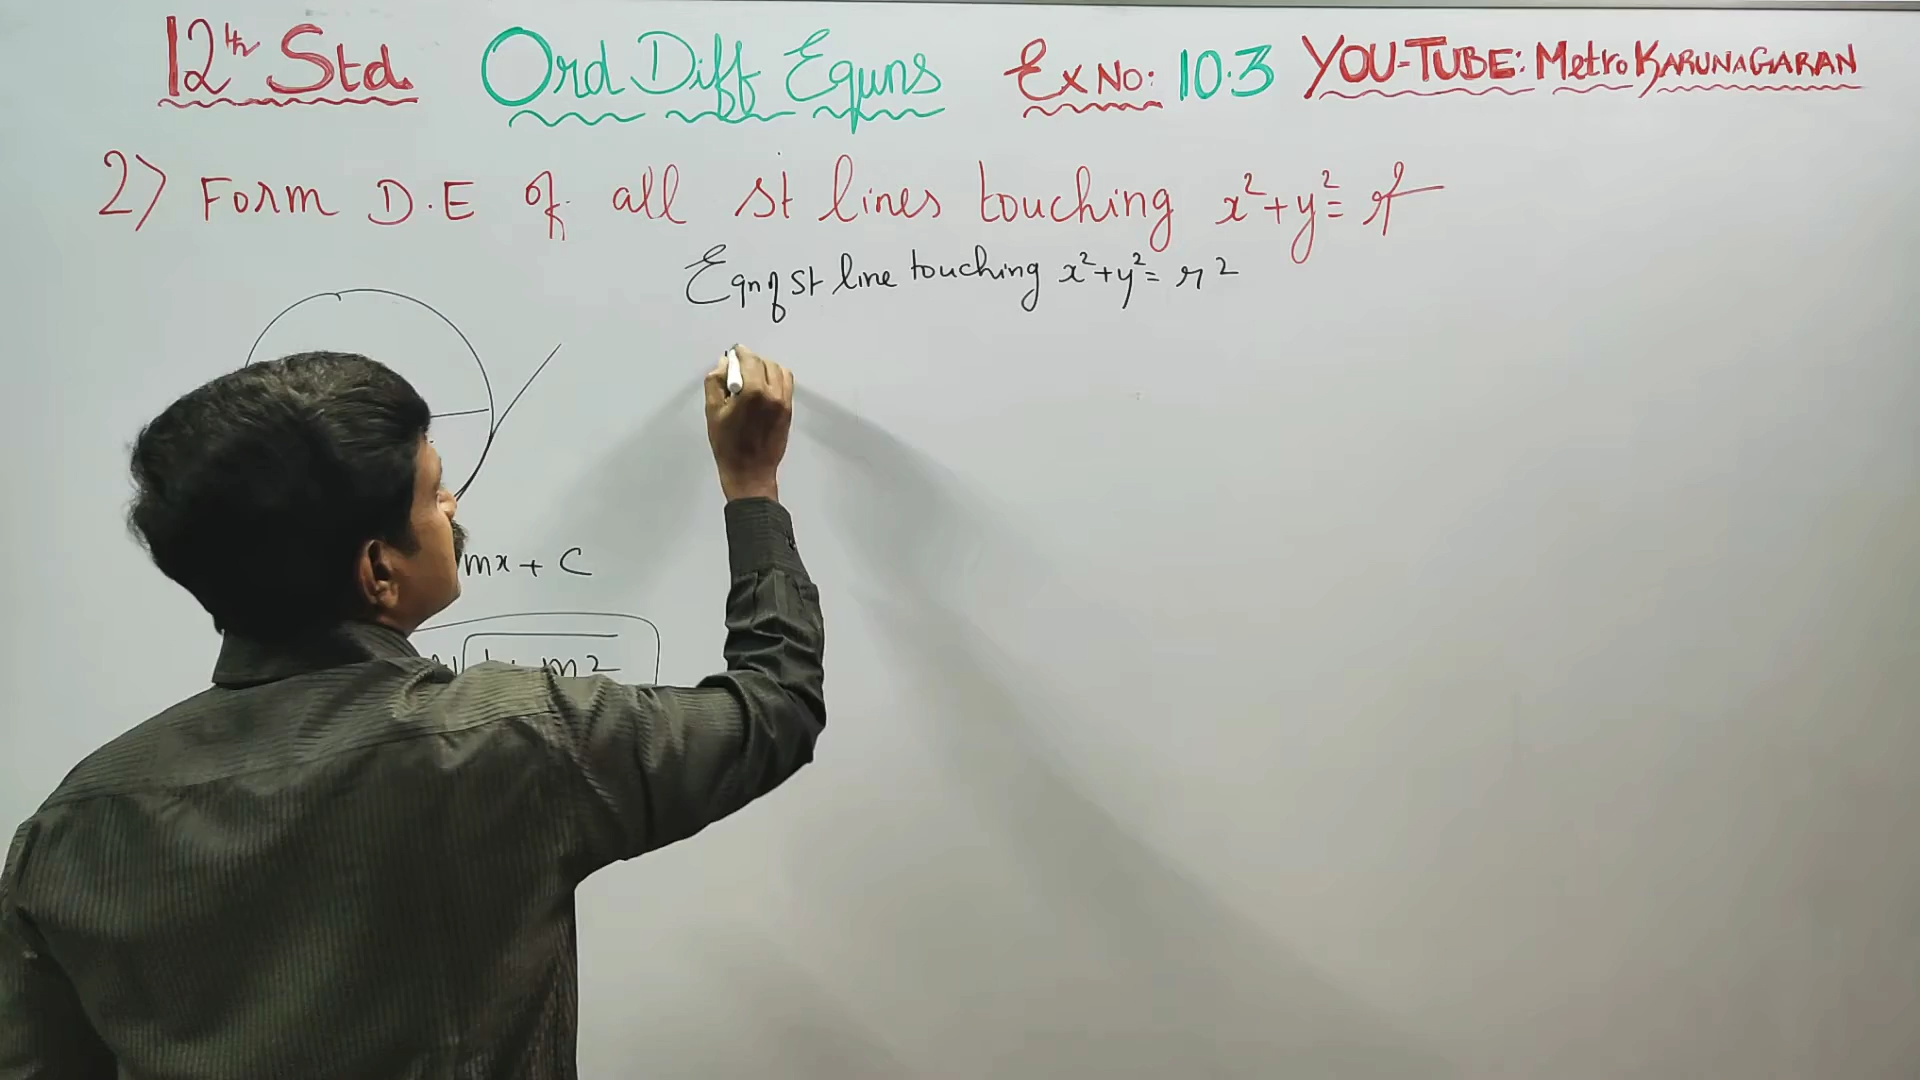 12th Std Ord Diff Equns Ex No: 10.3 YOU-TUBE: Metro KARUNAGARAN
2) Form D.E of all st lines touching x²+y²=r²
Eqn of st line touching x²+y²=r²
mx + C
m2